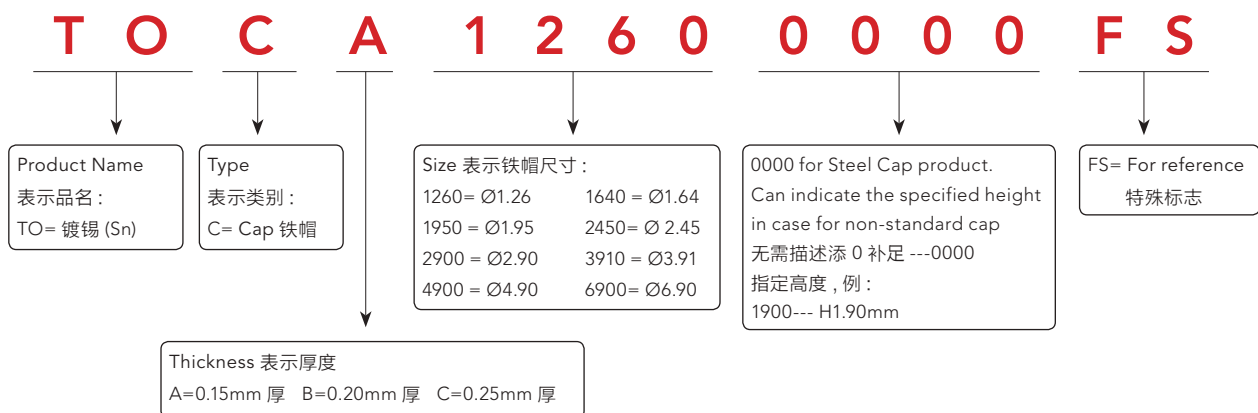 T O C A 1 2 6 0 0 0 0 0 F S
Product Name
表示品名 :
TO= 镀锡 (Sn)
Type
表示类别 :
C= Cap 铁帽
Size 表示铁帽尺寸 :
1260= Ø1.26 1640 = Ø1.64
1950 = Ø1.95 2450= Ø 2.45
2900 = Ø2.90 3910 = Ø3.91
4900 = Ø4.90 6900= Ø6.90
0000 for Steel Cap product.
Can indicate the specified height
in case for non-standard cap
无需描述添 0 补足 ---0000
指定高度 , 例 :
1900--- H1.90mm
FS= For reference
特殊标志
Thickness 表示厚度
A=0.15mm 厚 B=0.20mm 厚 C=0.25mm 厚